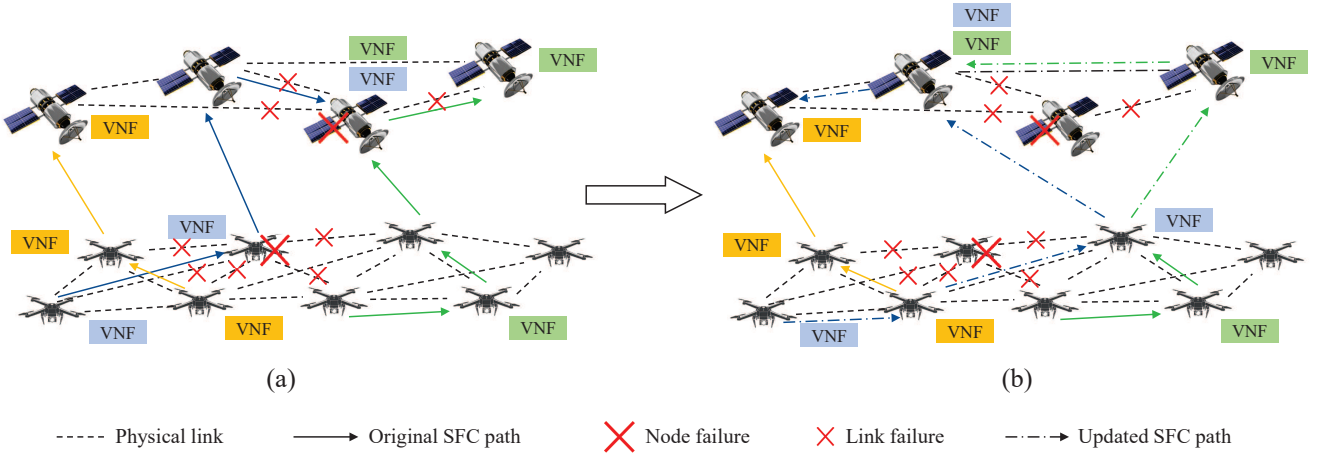 (a)
VNF
VNF
VNF
VNF
VNF
VNF
VNF
VNF
VNF
(a)
VNF
VNF
VNF
VNF
VNF
VNF
VNF
VNF
VNF
(b)
Physical link
Original SFC path
Node failure
Link failure
Updated SFC path